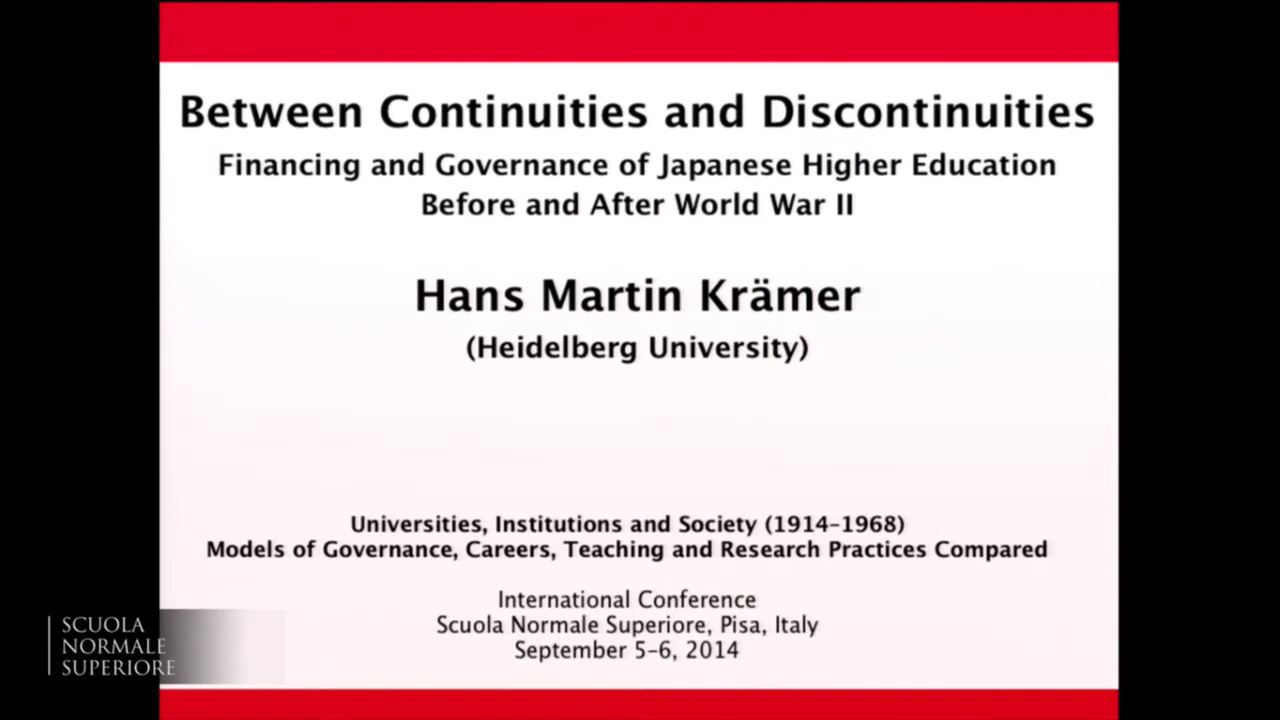 Between Continuities and Discontinuities
Financing and Governance of Japanese Higher Education
Before and After World War II
Hans Martin Krämer
(Heidelberg University)
Universities, Institutions and Society (1914–1968)
Models of Governance, Careers, Teaching and Research Practices Compared
International Conference
Scuola Normale Superiore, Pisa, Italy
September 5–6, 2014
SCUOLA
NORMALE
SUPERIORE